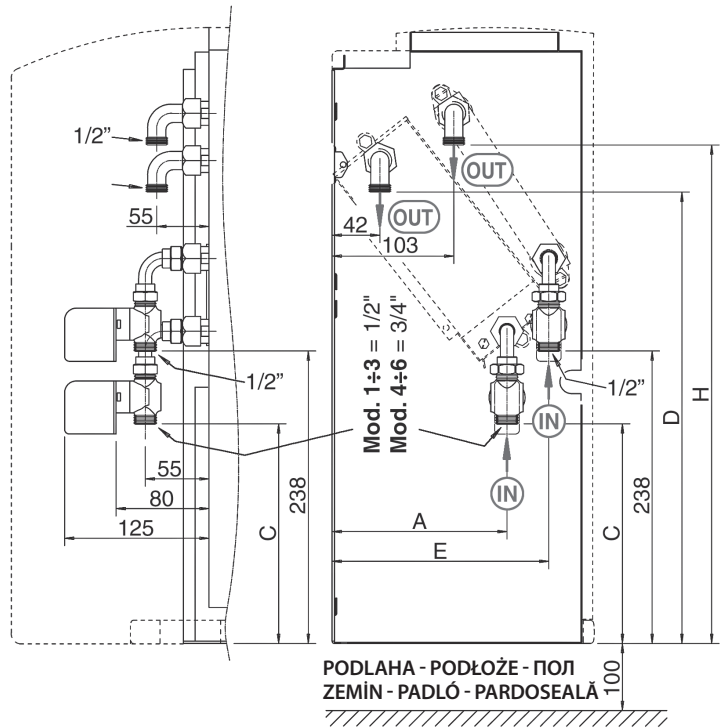 1/2”
OUT
OUT
55
42
103
Mod. 1÷3 = 1/2"
Mod. 4÷6 = 3/4"
1/2”
1/2”
IN
IN
55
80
125
C
238
A
E
C
238
D
H
PODLAHA - PODŁOŽE - ПОЛ
ZEMİN - PADLÓ - PARDOSEALĂ
100